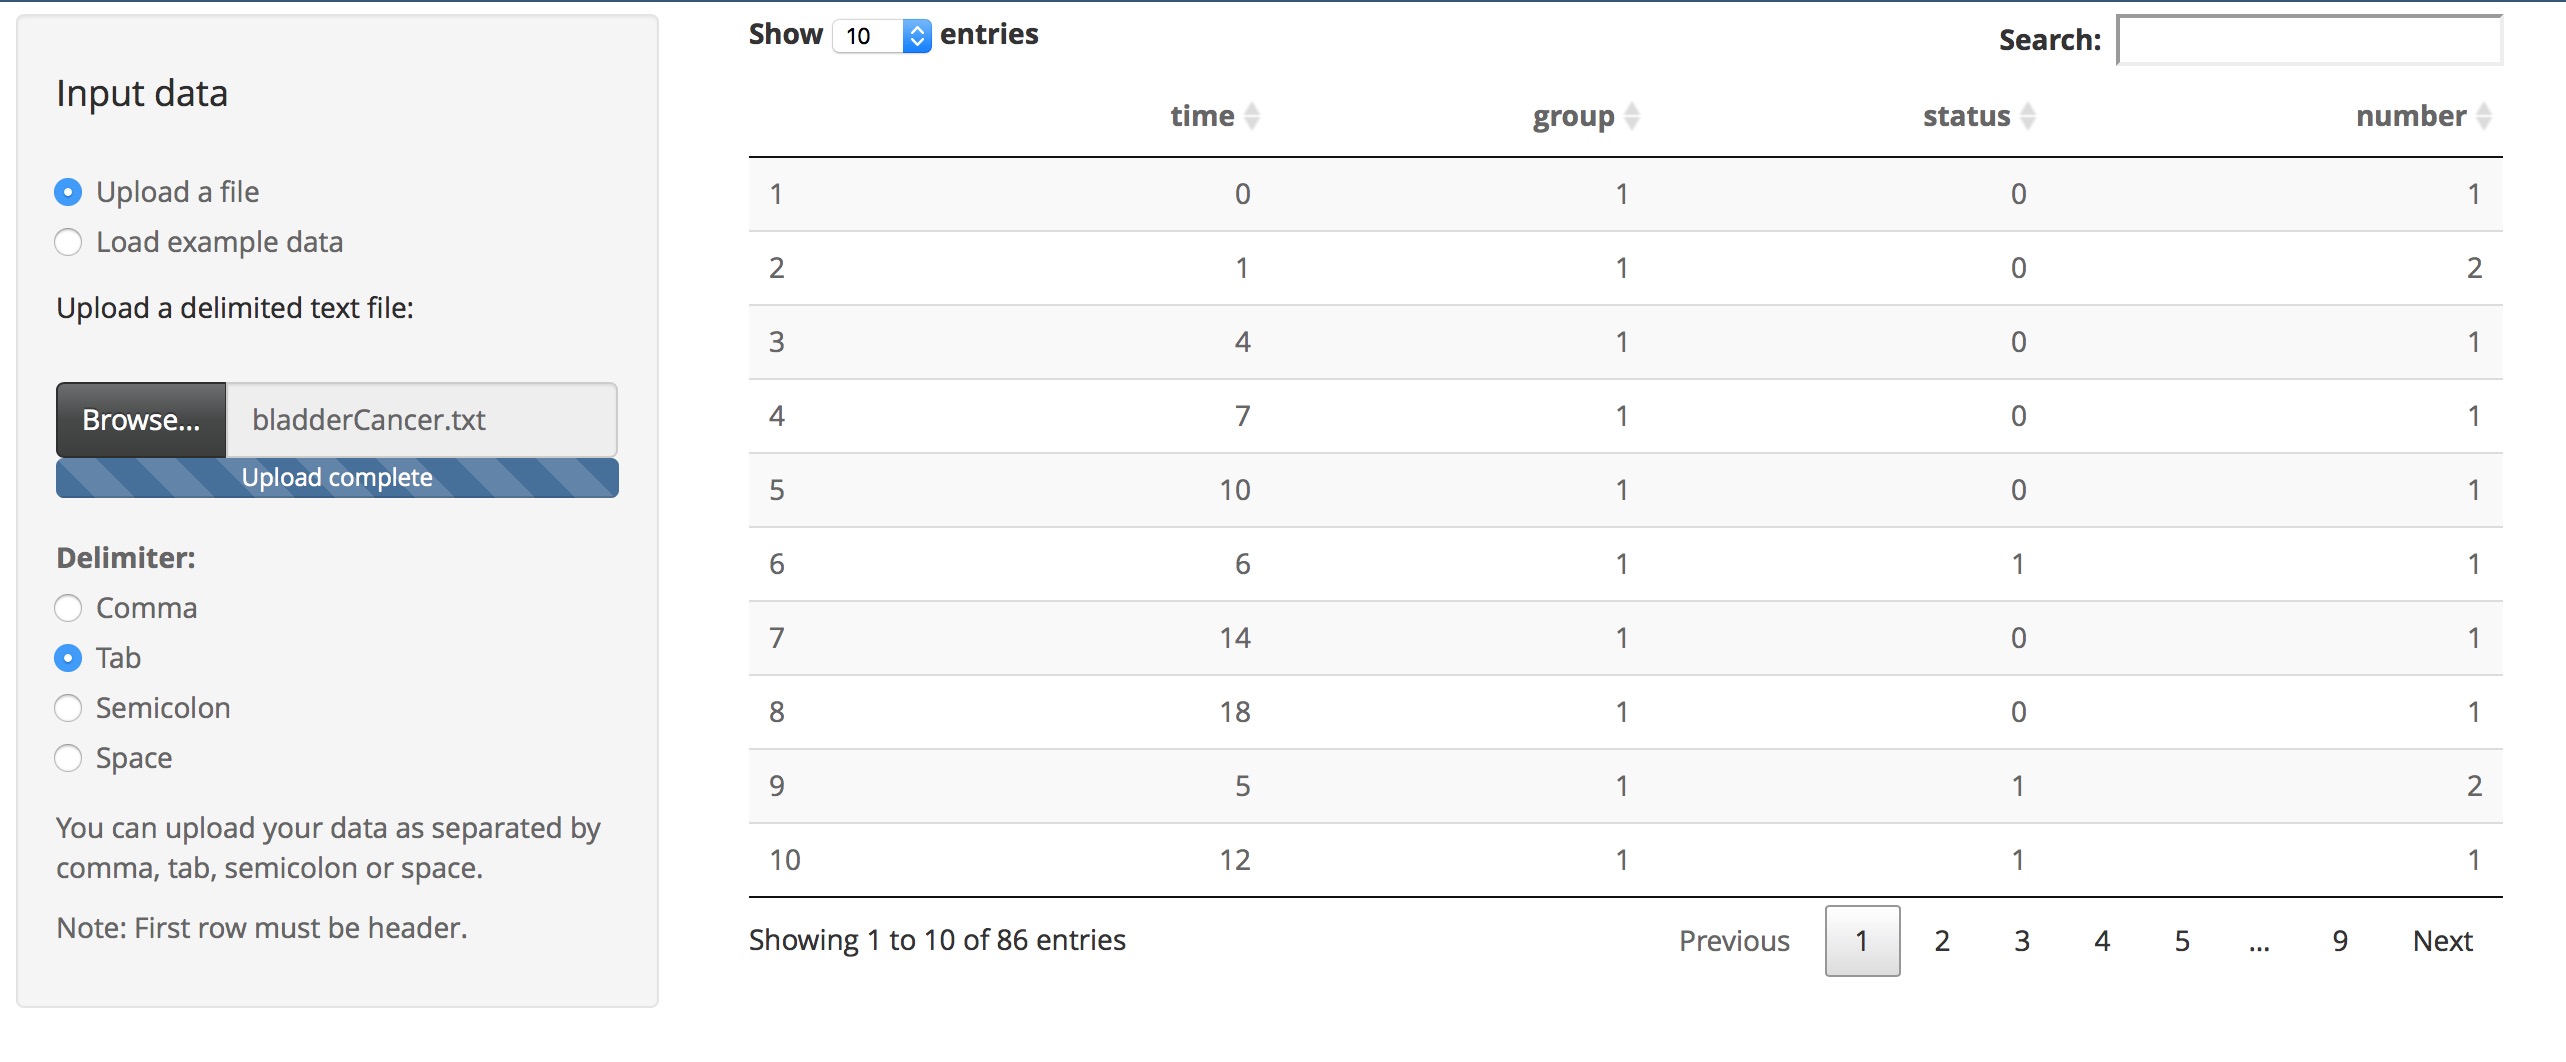 Input data
Upload a file
Load example data
Upload a delimited text file:
Browse... bladderCancer.txt
Upload complete
Delimiter:
Comma
Tab
Semicolon
Space
You can upload your data as separated by
comma, tab, semicolon or space.
Note: First row must be header.
Show 10 entries
Search:
time group status number
1 0 1 0 1
2 1 1 0 2
3 4 1 0 1
4 7 1 0 1
5 10 1 0 1
6 6 1 1 1
7 14 1 0 1
8 18 1 0 1
9 5 1 1 2
10 12 1 1 1
Showing 1 to 10 of 86 entries
Previous 1 2 3 4 5 ... 9 Next